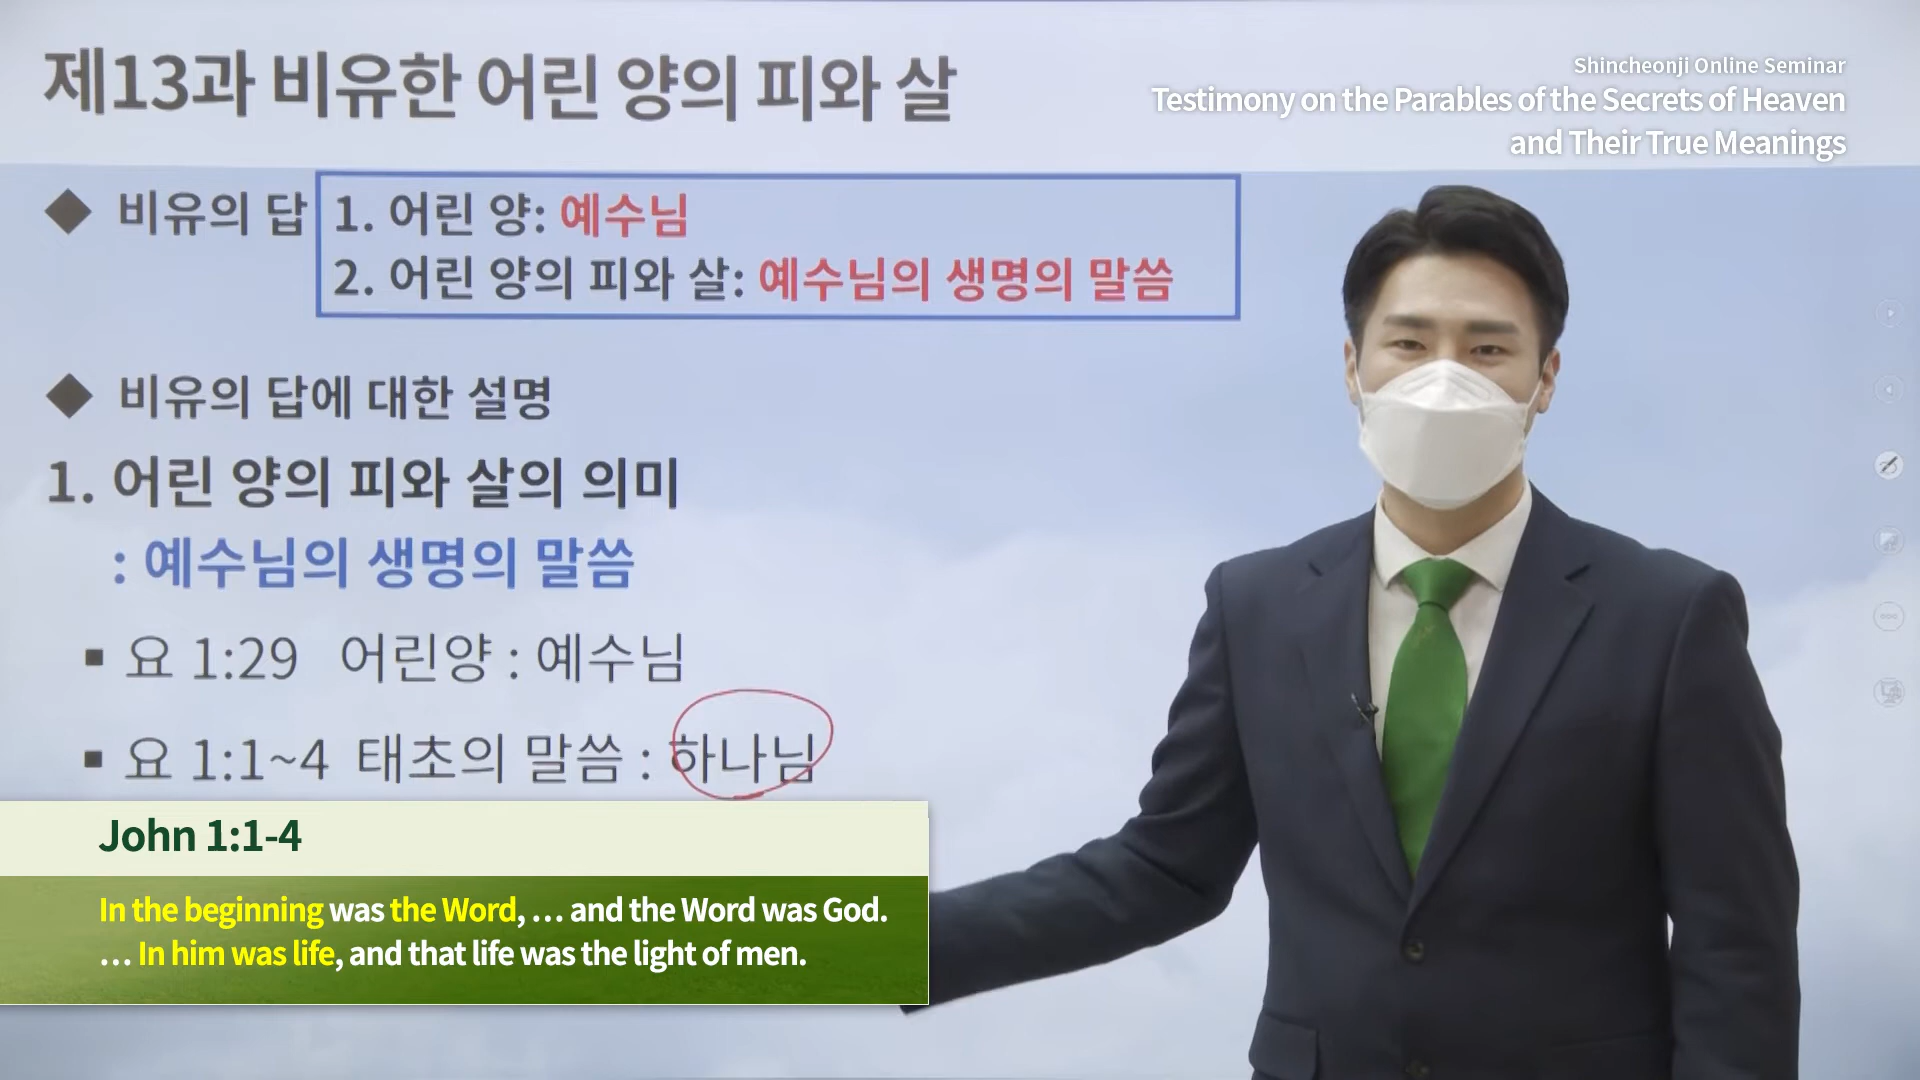 제13과 비유한 어린 양의 피와 살
Shincheonji Online Seminar
Testimony on the Parables of the Secrets of Heaven
and Their True Meanings
◆ 비유의 답
1. 어린 양: 예수님
2. 어린 양의 피와 살: 예수님의 생명의 말씀
◆ 비유의 답에 대한 설명
1. 어린 양의 피와 살의 의미
: 예수님의 생명의 말씀
▪ 요 1:29 어린양 : 예수님
▪ 요 1:1~4 태초의 말씀 : 하나님
John 1:1-4
In the beginning was the Word, … and the Word was God.
… In him was life, and that life was the light of men.